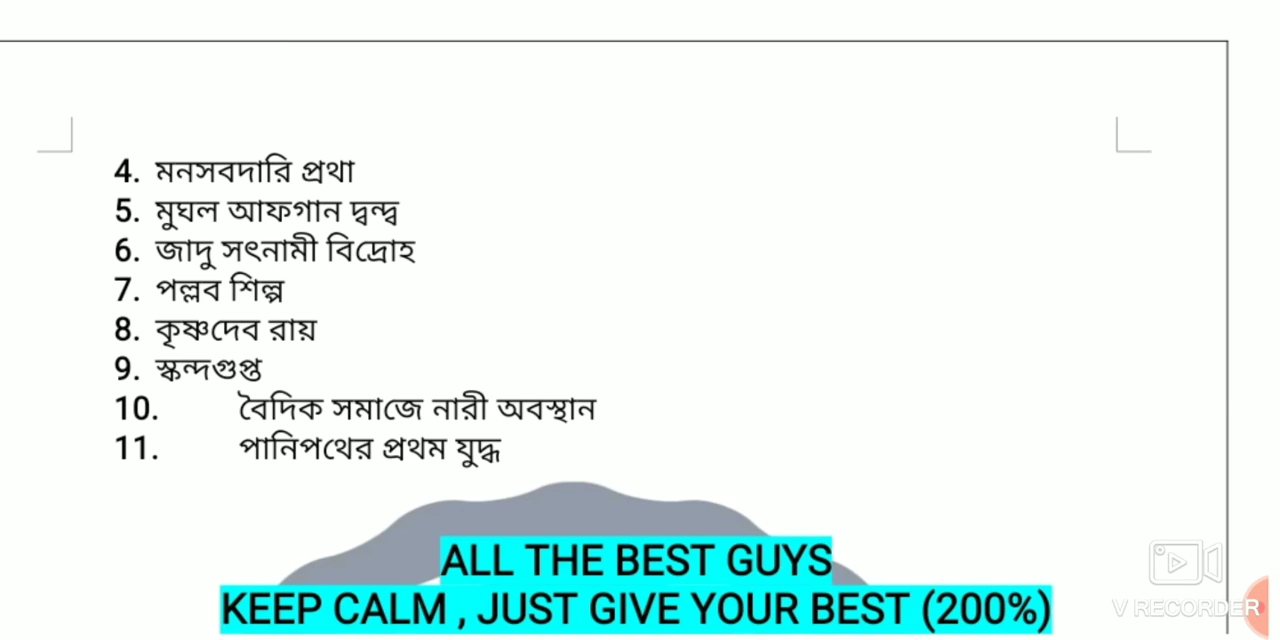 4. মনসবদারি প্রথা
5. মুঘল আফগান দ্বন্দ্ব
6. জাদু সৎনামী বিদ্রোহ
7. পল্লব শিল্প
8. কৃষ্ণদেব রায়
9. স্কন্দগুপ্ত
10. বৈদিক সমাজে নারী অবস্থান
11. পানিপথের প্রথম যুদ্ধ
ALL THE BEST GUYS
KEEP CALM , JUST GIVE YOUR BEST (200%)
V RECORDER